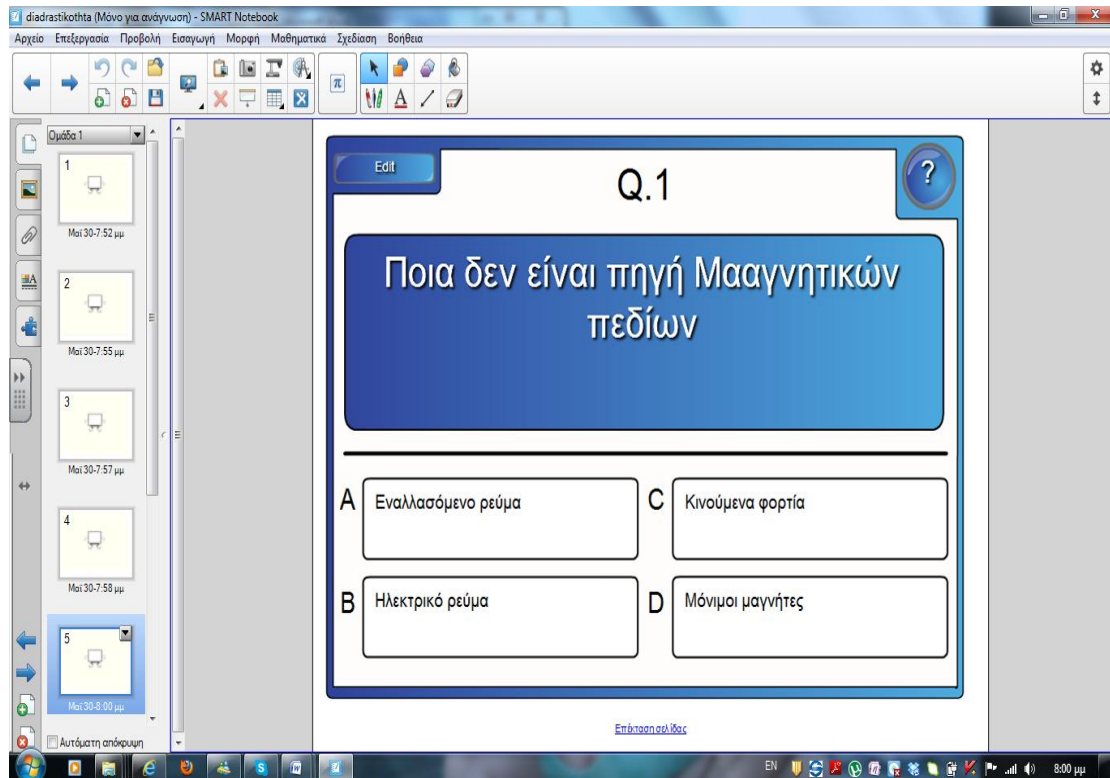 diadrastikothta (Μόνο για ανάγνωση) - SMART Notebook
Αρχείο Επεξεργασία Προβολή Εισαγωγή Μορφή Μαθηματικά Σχεδίαση Βοήθεια
π
A
Ομάδα 1
1
Μαϊ 30-7:52 μμ
2
Μαϊ 30-7:55 μμ
3
Μαϊ 30-7:57 μμ
4
Μαϊ 30-7:58 μμ
5
Μαϊ 30-8:00 μμ
Αυτόματη απόκρυψη
Edit
Q.1
?
Ποια δεν είναι πηγή Μααγνητικών
πεδίων
A Εναλλασόμενο ρεύμα
C Κινούμενα φορτία
B Ηλεκτρικό ρεύμα
D Μόνιμοι μαγνήτες
Επέκταση σελίδας
EN 8:00 μμ